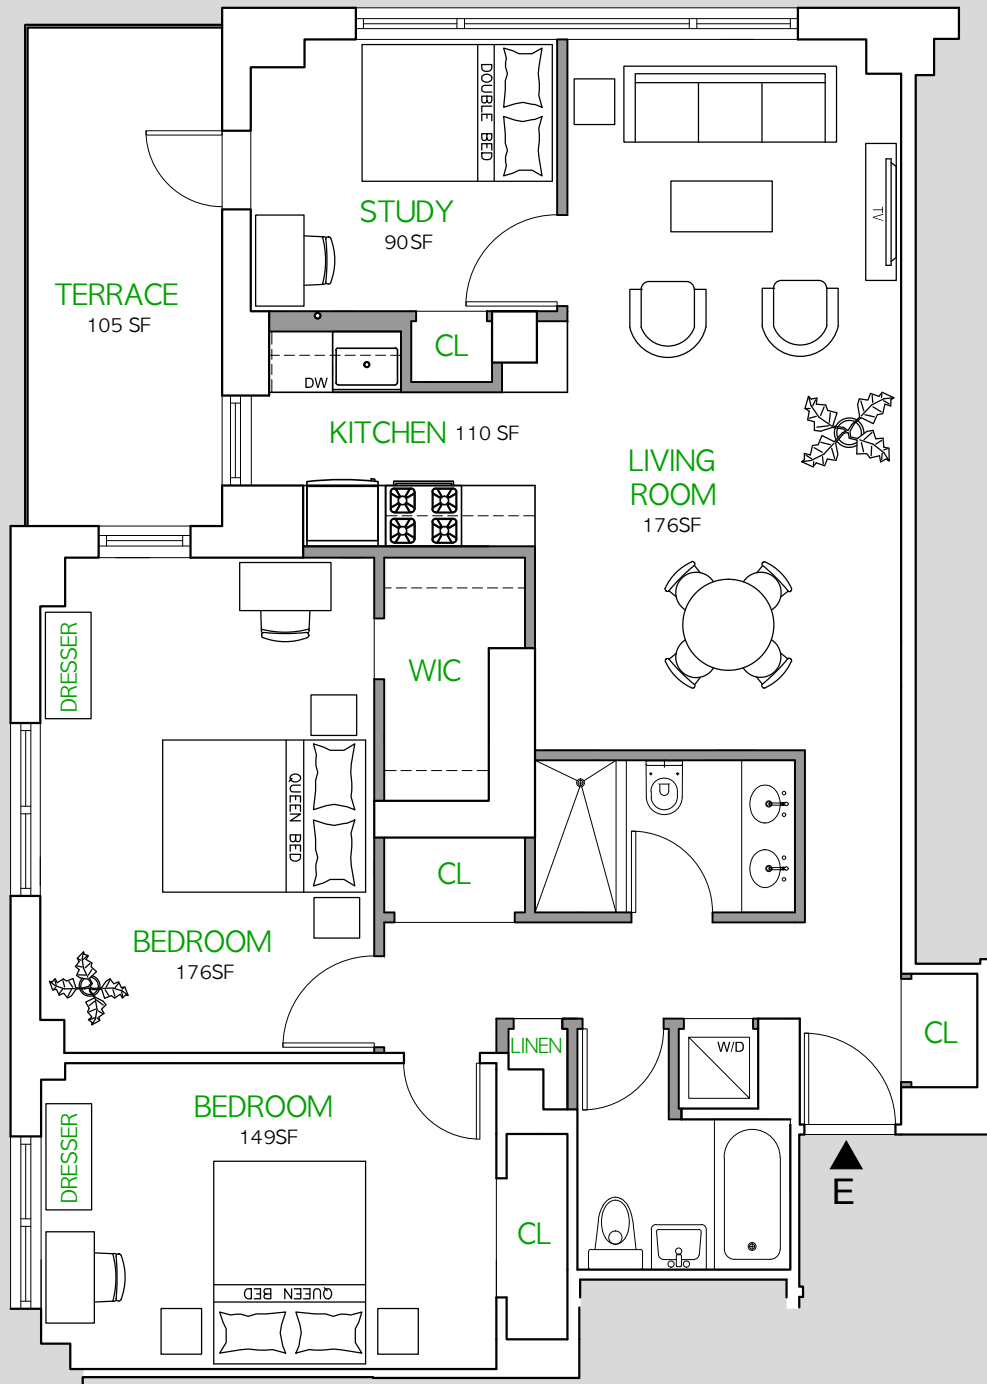 DOUBLE BED
STUDY
90SF
TV
TERRACE
105 SF
CL
DW
KITCHEN 110 SF
LIVING
ROOM
176SF
DRESSER
WIC
QUEEN BED
CL
BEDROOM
176SF
LINEN
W/D
CL
BEDROOM
149SF
DRESSER
E
CL
QUEEN BED